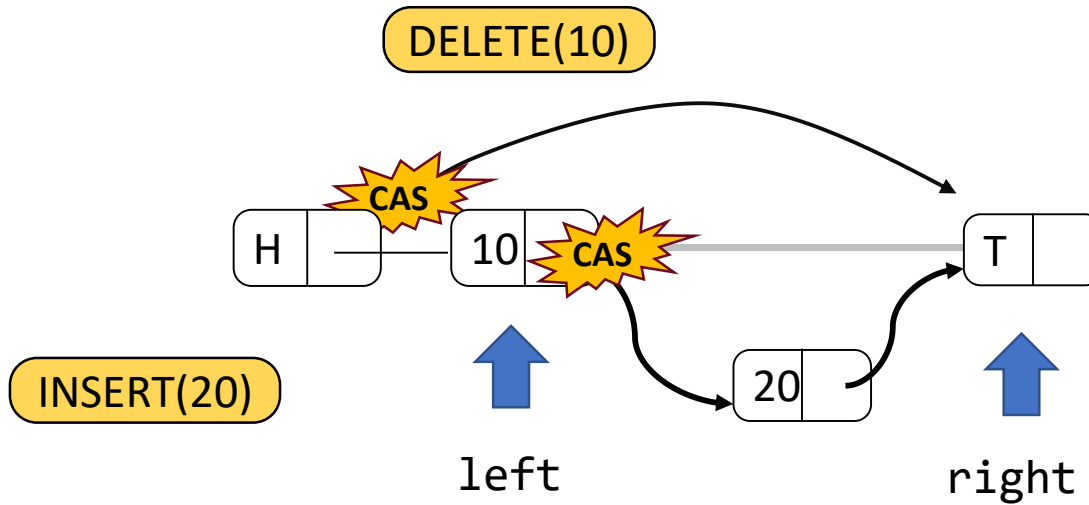 DELETE(10)
CAS
H
10
CAS
T
INSERT(20)
20
left
right